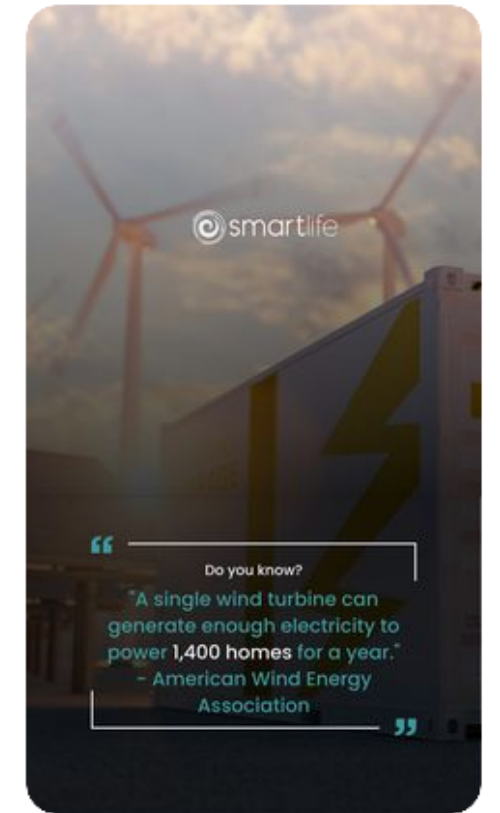 smartlife
Do you know?
"A single wind turbine can
generate enough electricity to
power 1,400 homes for a year."
- American Wind Energy
Association